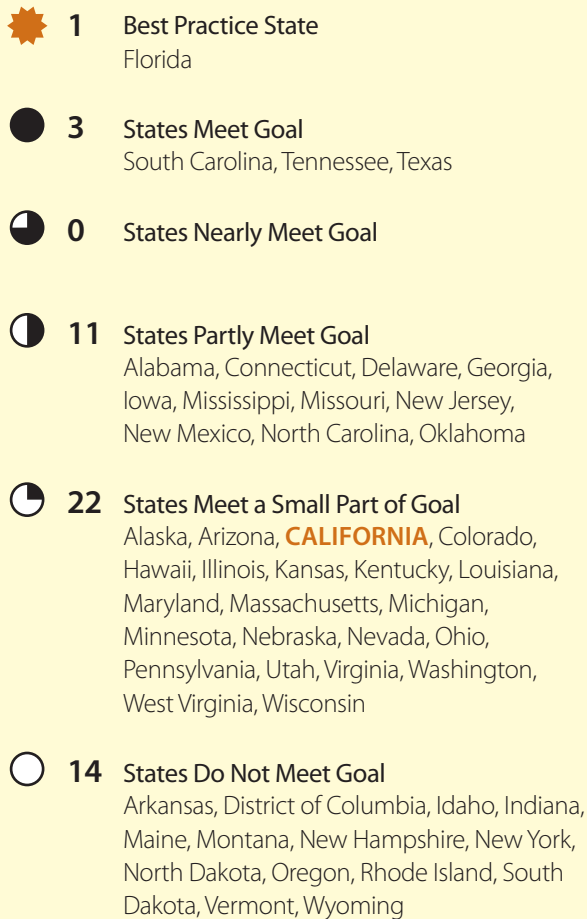 1 Best Practice State
Florida
3 States Meet Goal
South Carolina, Tennessee, Texas
0 States Nearly Meet Goal
11 States Partly Meet Goal
Alabama, Connecticut, Delaware, Georgia,
Iowa, Mississippi, Missouri, New Jersey,
New Mexico, North Carolina, Oklahoma
22 States Meet a Small Part of Goal
Alaska, Arizona, CALIFORNIA, Colorado,
Hawaii, Illinois, Kansas, Kentucky, Louisiana,
Maryland, Massachusetts, Michigan,
Minnesota, Nebraska, Nevada, Ohio,
Pennsylvania, Utah, Virginia, Washington,
West Virginia, Wisconsin
14 States Do Not Meet Goal
Arkansas, District of Columbia, Idaho, Indiana,
Maine, Montana, New Hampshire, New York,
North Dakota, Oregon, Rhode Island, South
Dakota, Vermont, Wyoming